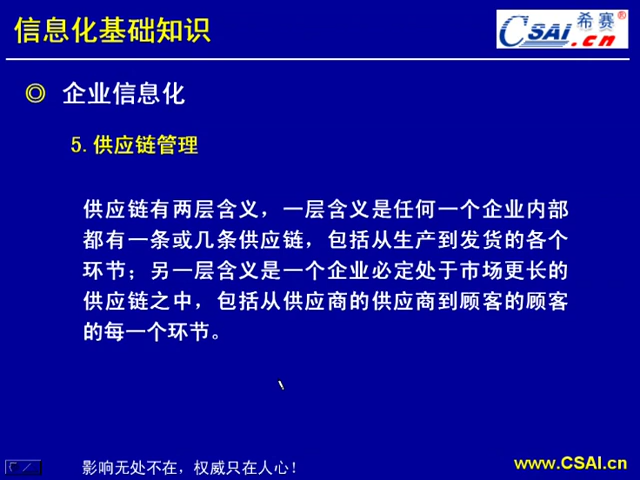 信息化基础知识
CSAI.cn 希赛®
◎ 企业信息化
5. 供应链管理
供应链有两层含义，一层含义是任何一个企业内部
都有一条或几条供应链，包括从生产到发货的各个
环节；另一层含义是一个企业必定处于市场更长的
供应链之中，包括从供应商的供应商到顾客的顾客
的每一个环节。
影响无处不在，权威只在人心！
www.CSAI.cn